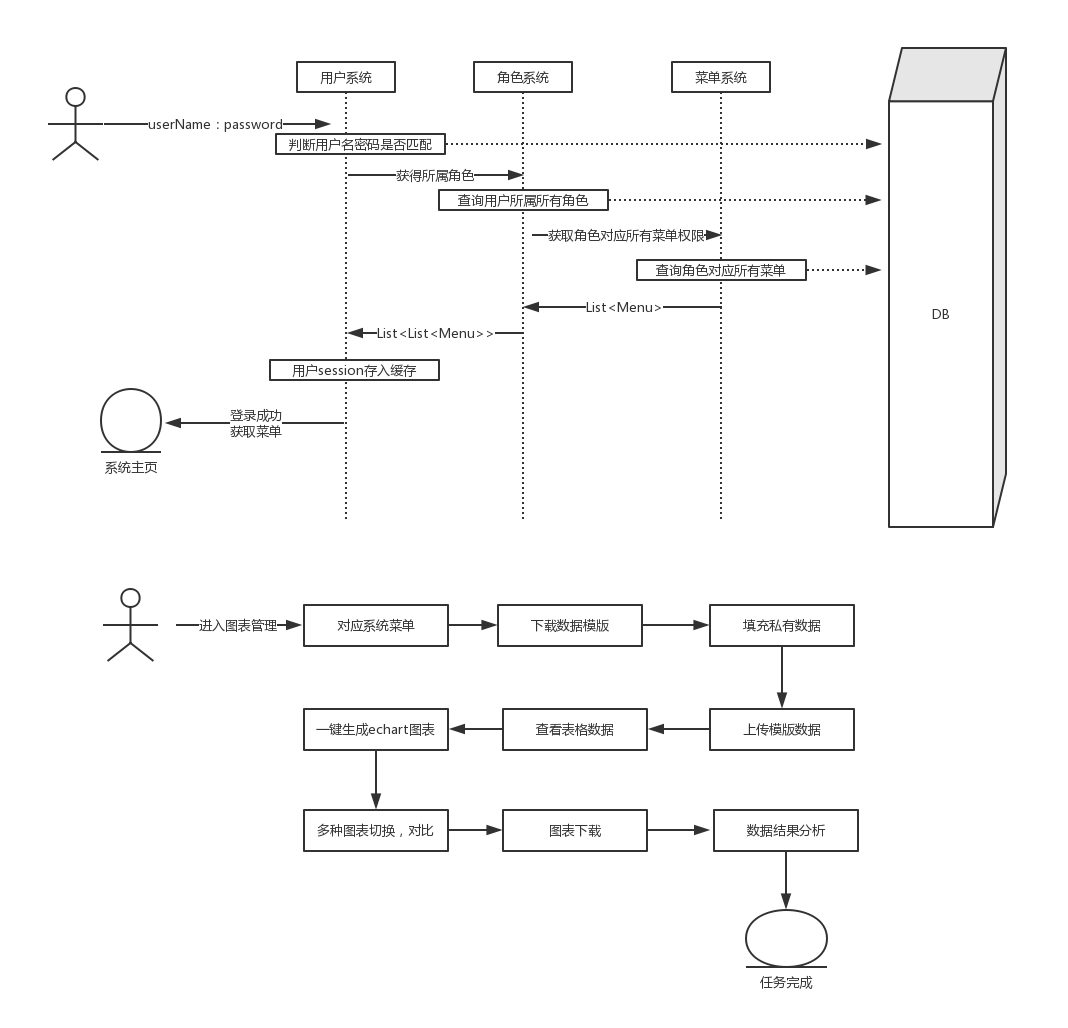 用户系统
角色系统
菜单系统
userName：password
判断用户名密码是否匹配
获得所属角色
查询用户所属所有角色
获取角色对应所有菜单权限
查询角色对应所有菜单
List<Menu>
DB
List<List<Menu>>
用户session存入缓存
登录成功
获取菜单
系统主页
进入图表管理
对应系统菜单
下载数据模版
填充私有数据
一键生成echart图表
查看表格数据
上传模版数据
多种图表切换，对比
图表下载
数据结果分析
任务完成